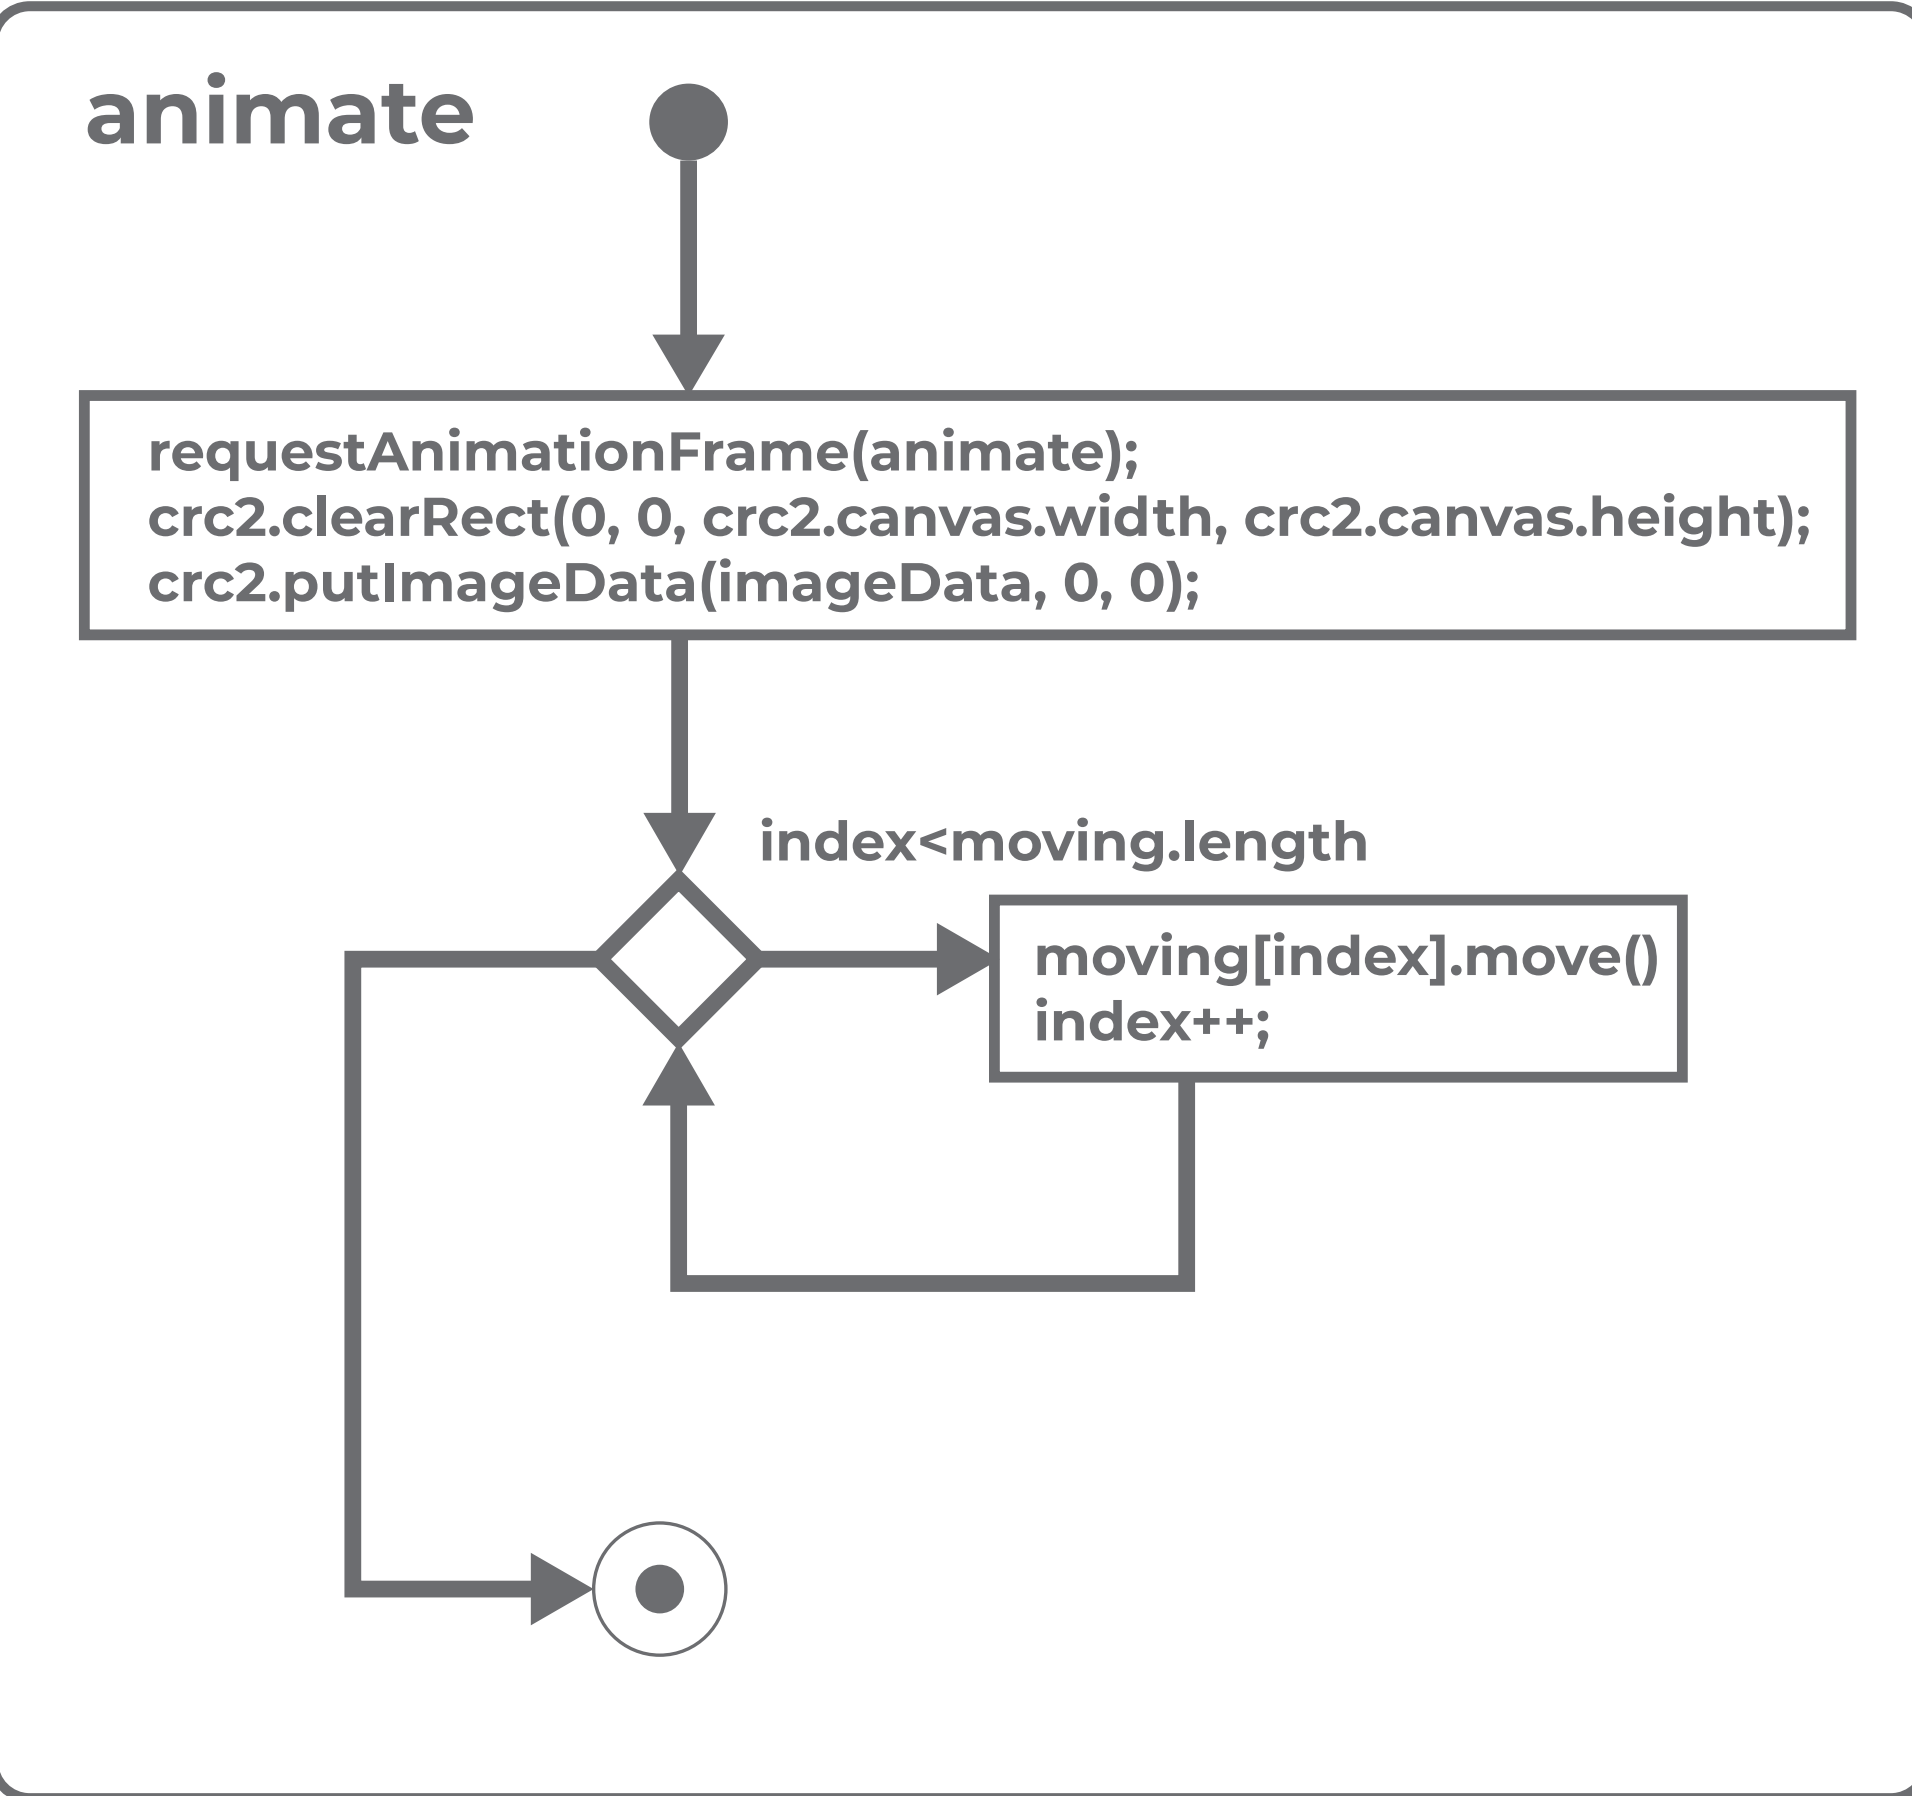 animate
requestAnimationFrame(animate);
crc2.clearRect(0, 0, crc2.canvas.width, crc2.canvas.height);
crc2.putImageData(imageData, 0, 0);
index<moving.length
moving[index].move()
index++;